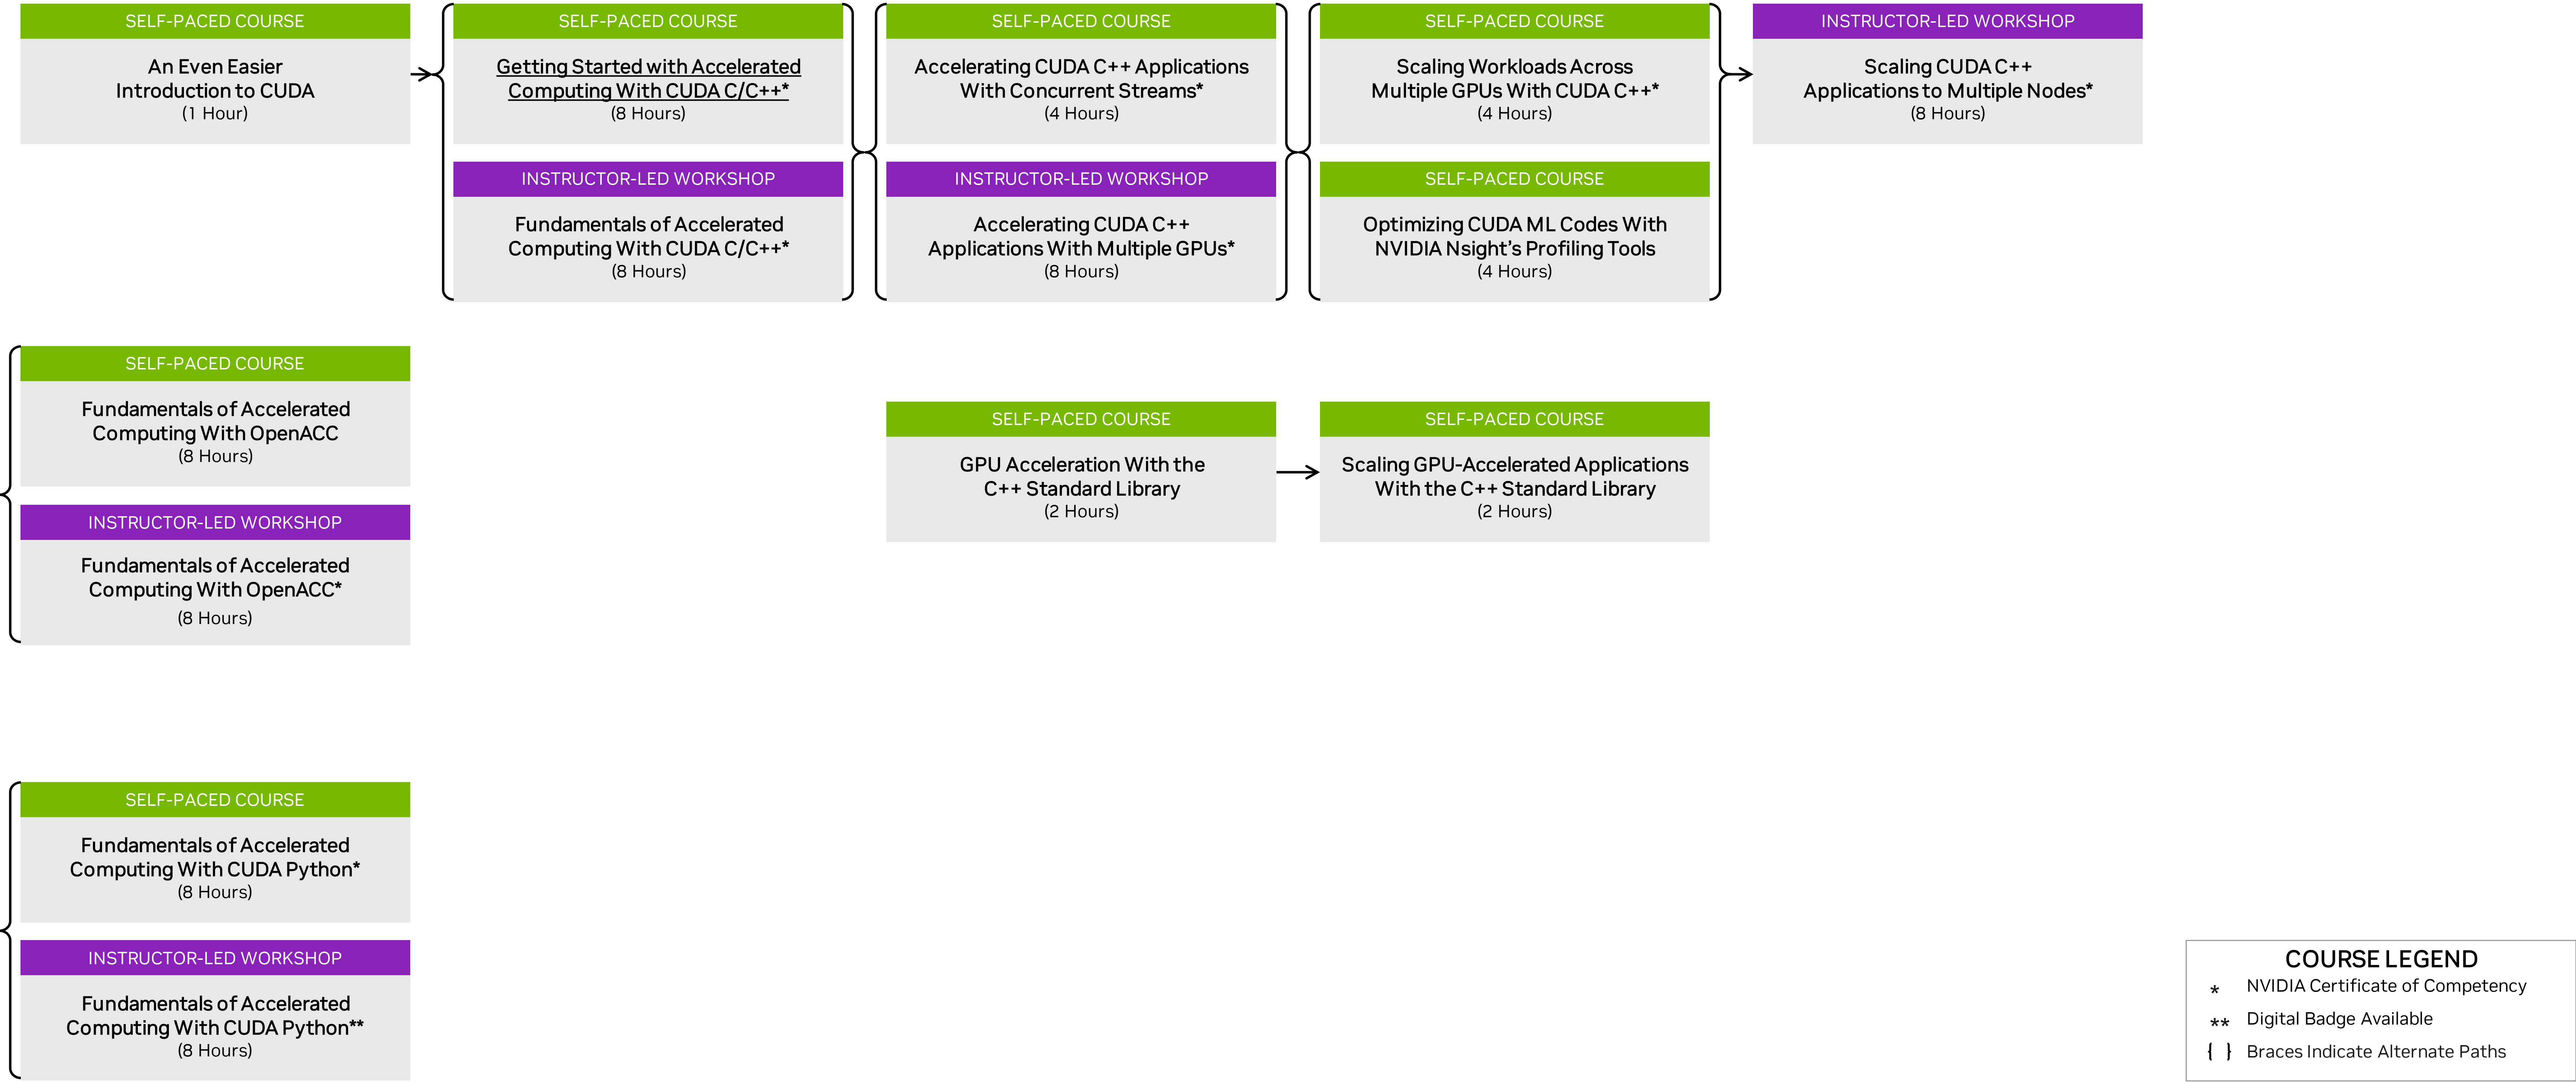 SELF-PACED COURSE
An Even Easier
Introduction to CUDA
(1 Hour)
SELF-PACED COURSE
Getting Started with Accelerated
Computing With CUDA C/C++*
(8 Hours)
INSTRUCTOR-LED WORKSHOP
Fundamentals of Accelerated
Computing With CUDA C/C++*
(8 Hours)
SELF-PACED COURSE
Accelerating CUDA C++ Applications
With Concurrent Streams*
(4 Hours)
INSTRUCTOR-LED WORKSHOP
Accelerating CUDA C++
Applications With Multiple GPUs*
(8 Hours)
SELF-PACED COURSE
Scaling Workloads Across
Multiple GPUs With CUDA C++*
(4 Hours)
SELF-PACED COURSE
Optimizing CUDA ML Codes With
NVIDIA Nsight’s Profiling Tools
(4 Hours)
INSTRUCTOR-LED WORKSHOP
Scaling CUDA C++
Applications to Multiple Nodes*
(8 Hours)
SELF-PACED COURSE
Fundamentals of Accelerated
Computing With OpenACC
(8 Hours)
INSTRUCTOR-LED WORKSHOP
Fundamentals of Accelerated
Computing With OpenACC*
(8 Hours)
SELF-PACED COURSE
GPU Acceleration With the
C++ Standard Library
(2 Hours)
SELF-PACED COURSE
Scaling GPU-Accelerated Applications
With the C++ Standard Library
(2 Hours)
SELF-PACED COURSE
Fundamentals of Accelerated
Computing With CUDA Python*
(8 Hours)
INSTRUCTOR-LED WORKSHOP
Fundamentals of Accelerated
Computing With CUDA Python**
(8 Hours)
COURSE LEGEND
* NVIDIA Certificate of Competency
** Digital Badge Available
{ } Braces Indicate Alternate Paths